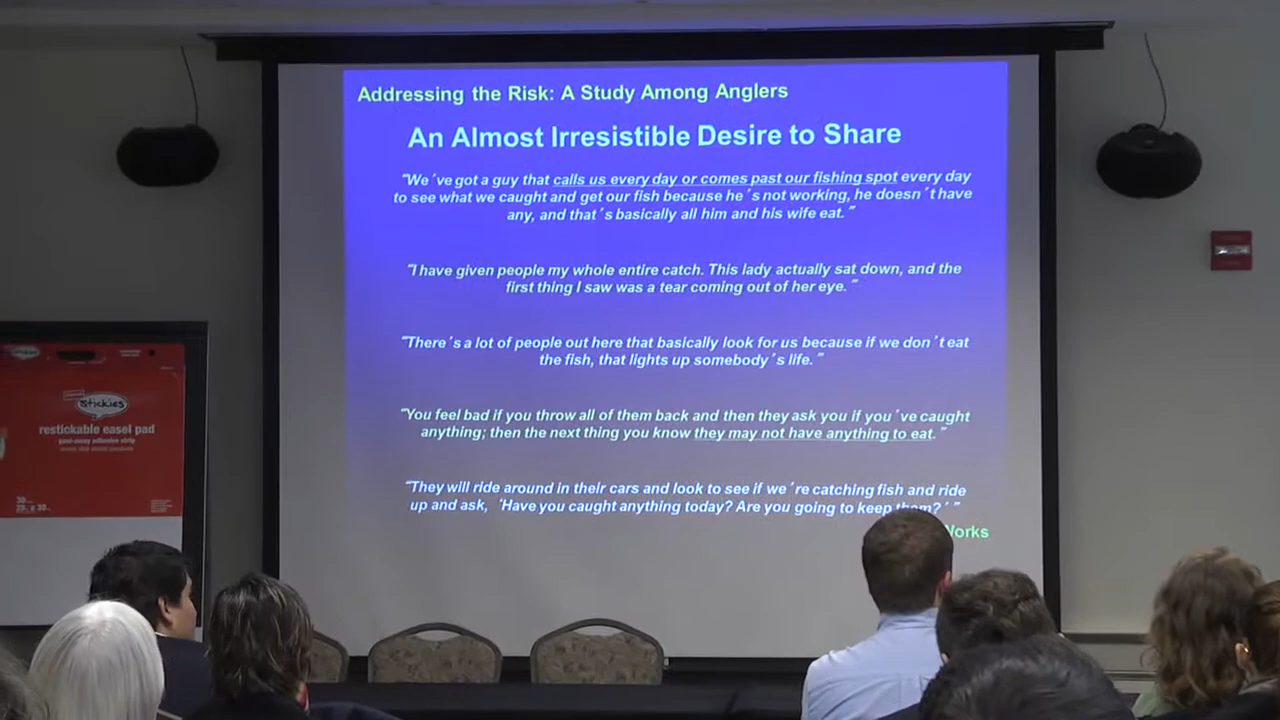 Addressing the Risk: A Study Among Anglers
An Almost Irresistible Desire to Share
"We´ve got a guy that calls us every day or comes past our fishing spot every day
to see what we caught and get our fish because he´s not working, he doesn´t have
any, and that´s basically all him and his wife eat."
"I have given people my whole entire catch. This lady actually sat down, and the
first thing I saw was a tear coming out of her eye."
"There´s a lot of people out here that basically look for us because if we don´t eat
the fish, that lights up somebody´s life."
"You feel bad if you throw all of them back and then they ask you if you´ve caught
anything; then the next thing you know they may not have anything to eat."
"They will ride around in their cars and look to see if we´re catching fish and ride
up and ask, ´Have you caught anything today? Are you going to keep them?´"
Works
stickies
restickable easel pad